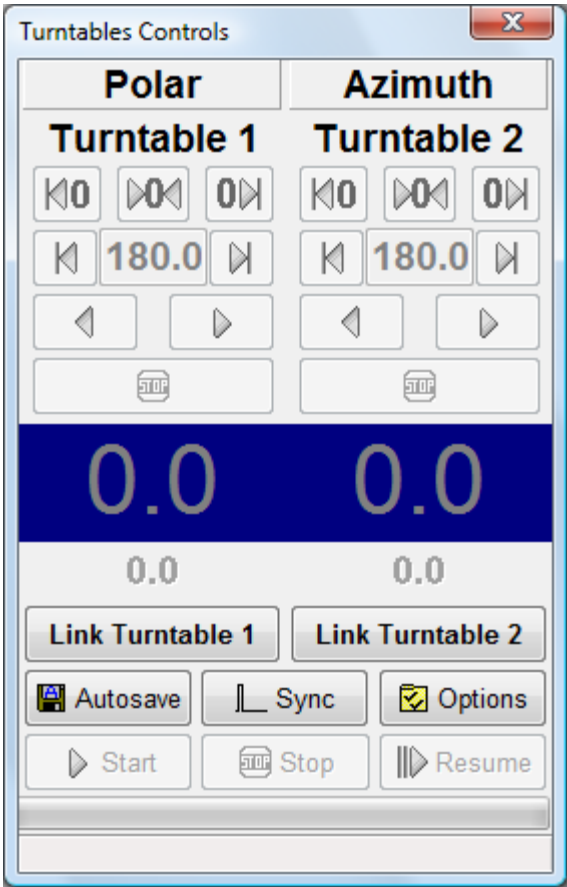 Turntables Controls
Polar Azimuth
Turntable 1 Turntable 2
0 0 0 0 0 0
180.0 180.0
STOP STOP
0.0 0.0
0.0 0.0
Link Turntable 1 Link Turntable 2
Autosave Sync Options
Start STOP Stop Resume